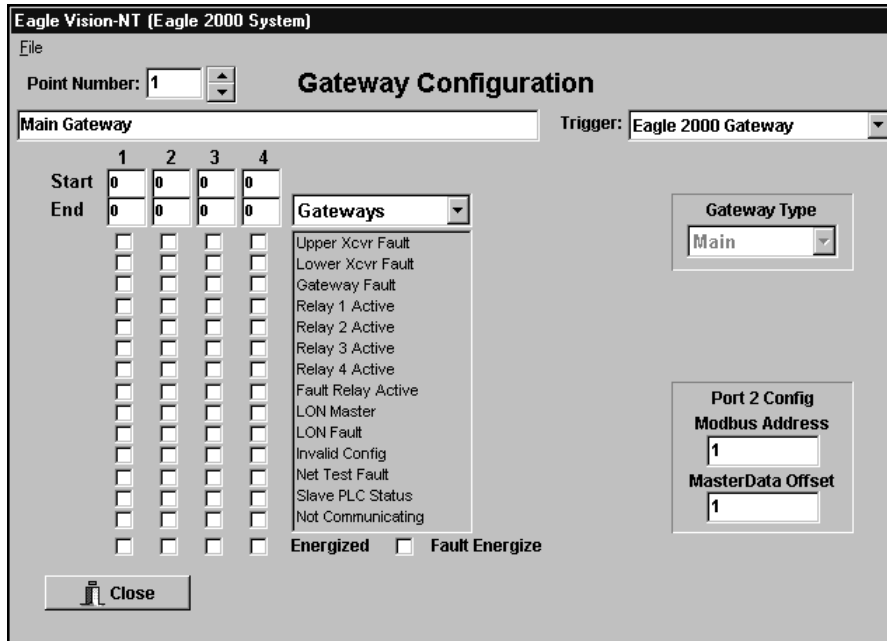 Eagle Vision-NT (Eagle 2000 System)
File
Point Number: 1
Gateway Configuration
Main Gateway
Trigger: Eagle 2000 Gateway
1 2 3 4
Start 0 0 0 0
End 0 0 0 0
Gateways
Upper Xcvr Fault
Lower Xcvr Fault
Gateway Fault
Relay 1 Active
Relay 2 Active
Relay 3 Active
Relay 4 Active
Fault Relay Active
LON Master
LON Fault
Invalid Config
Net Test Fault
Slave PLC Status
Not Communicating
Energized Fault Energize
Gateway Type
Main
Port 2 Config
Modbus Address
1
MasterData Offset
1
Close